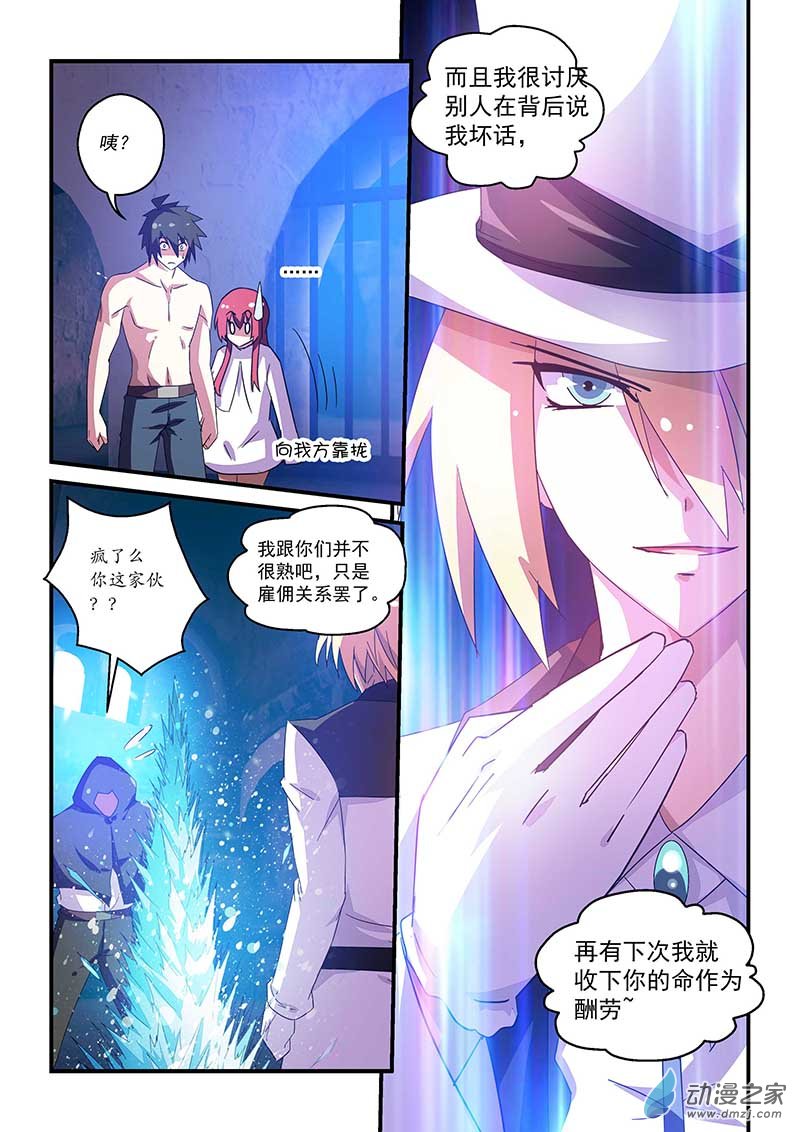 咦？
……
向我方靠拢
疯了么
你这家伙
？？
我跟你们并不
很熟吧，只是
雇佣关系罢了。
而且我很讨厌
别人在背后说
我坏话，
再有下次我就
收下你的命作为
酬劳~
动漫之家
www.dmzj.com